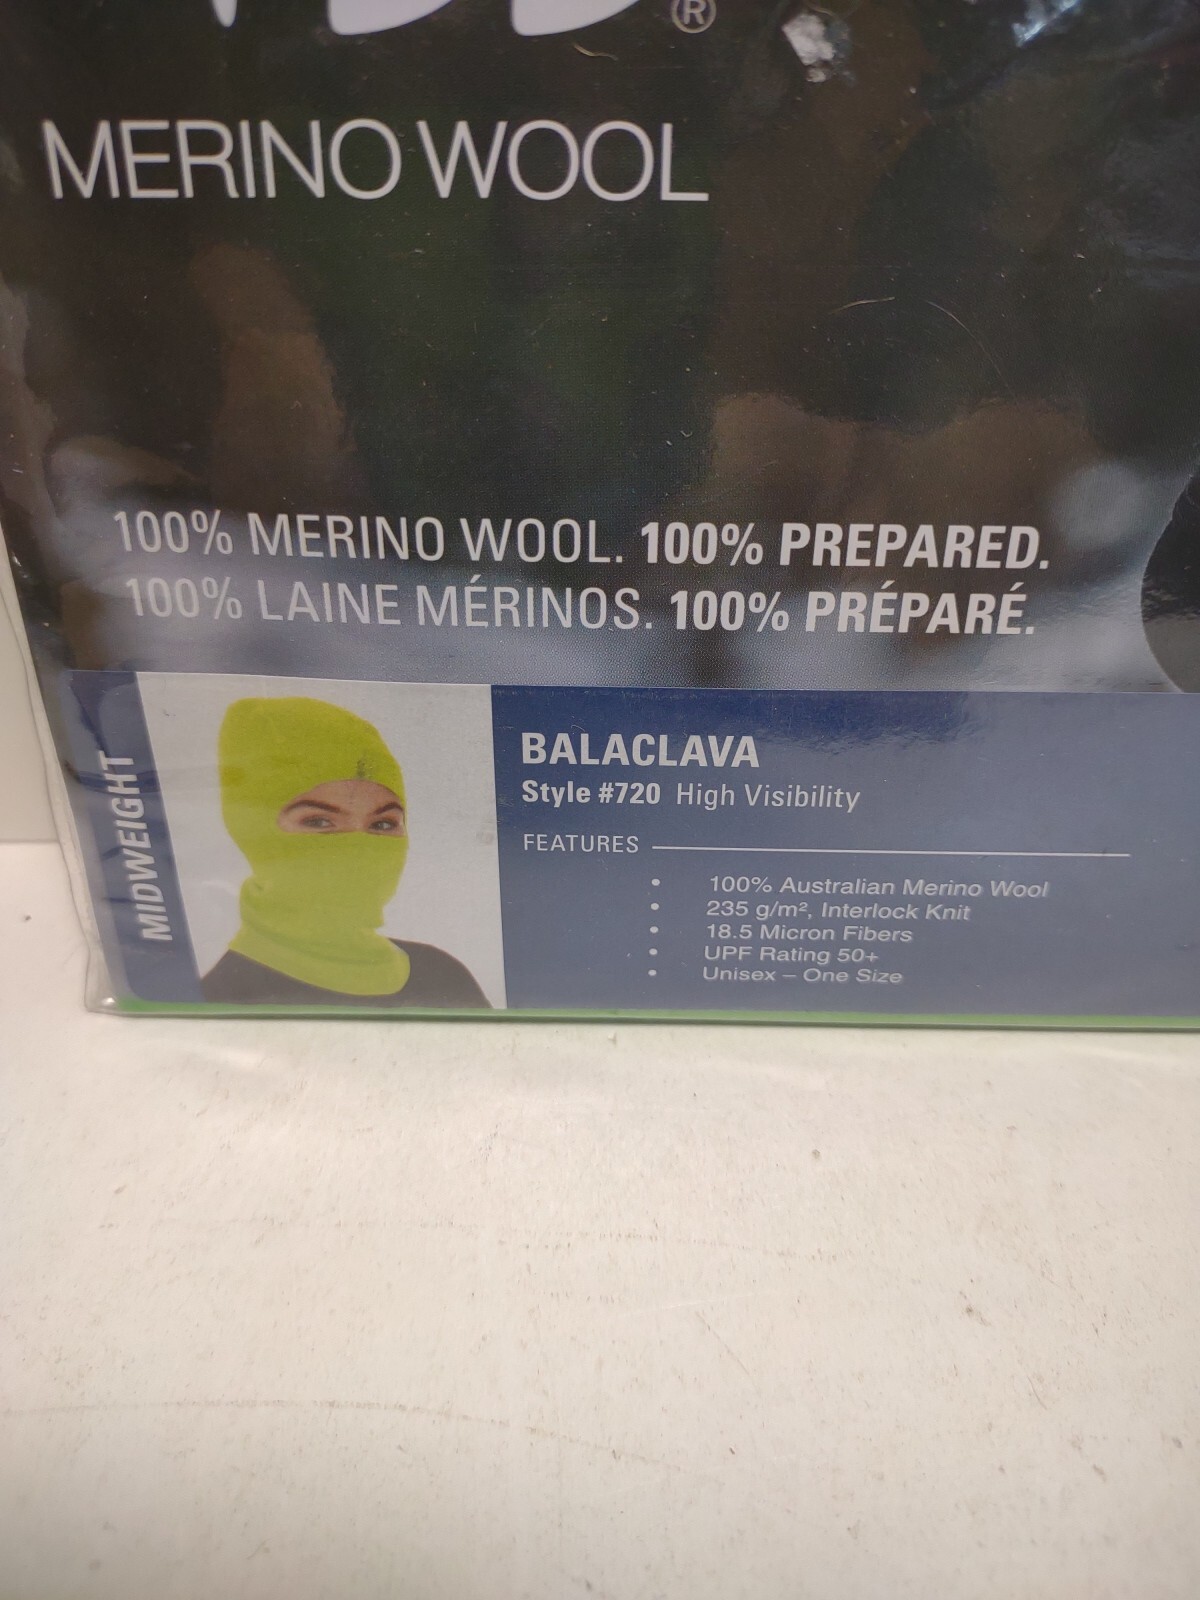 ®
MERINO WOOL
100% MERINO WOOL. 100% PREPARED.
100% LAINE MÉRINOS. 100% PRÉPARÉ.
MIDWEIGHT
BALACLAVA
Style #720 High Visibility
FEATURES
• 100% Australian Merino Wool
• 235 g/m², Interlock Knit
• 18.5 Micron Fibers
• UPF Rating 50+
• Unisex – One Size